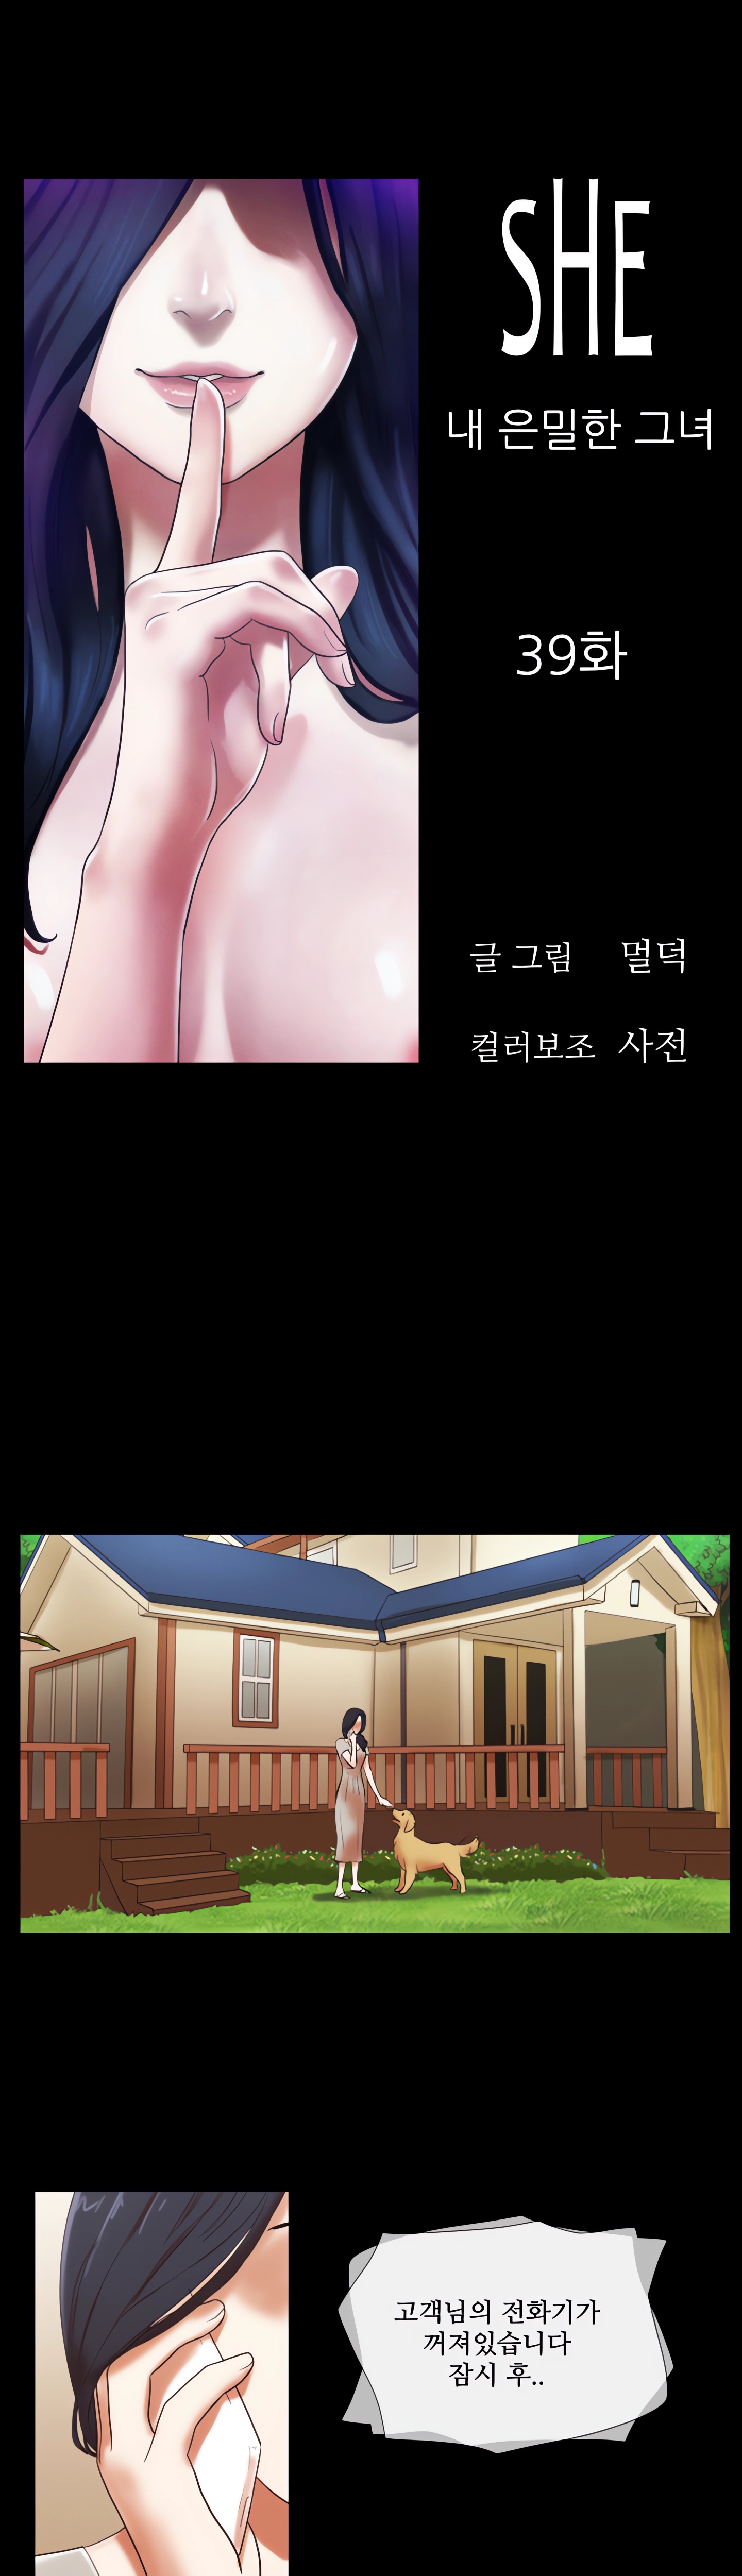 SHE
내 은밀한 그녀
39화
글 그림 멀덕
컬러보조 사전
고객님의 전화기가
꺼져있습니다
잠시 후..